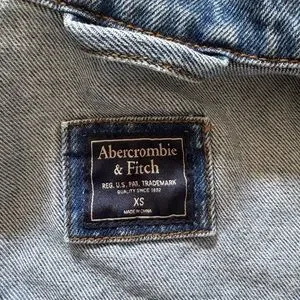 Abercrombie
& Fitch
REG. U.S. PAT. TRADEMARK
QUALITY SINCE 1892
XS
MADE IN CHINA